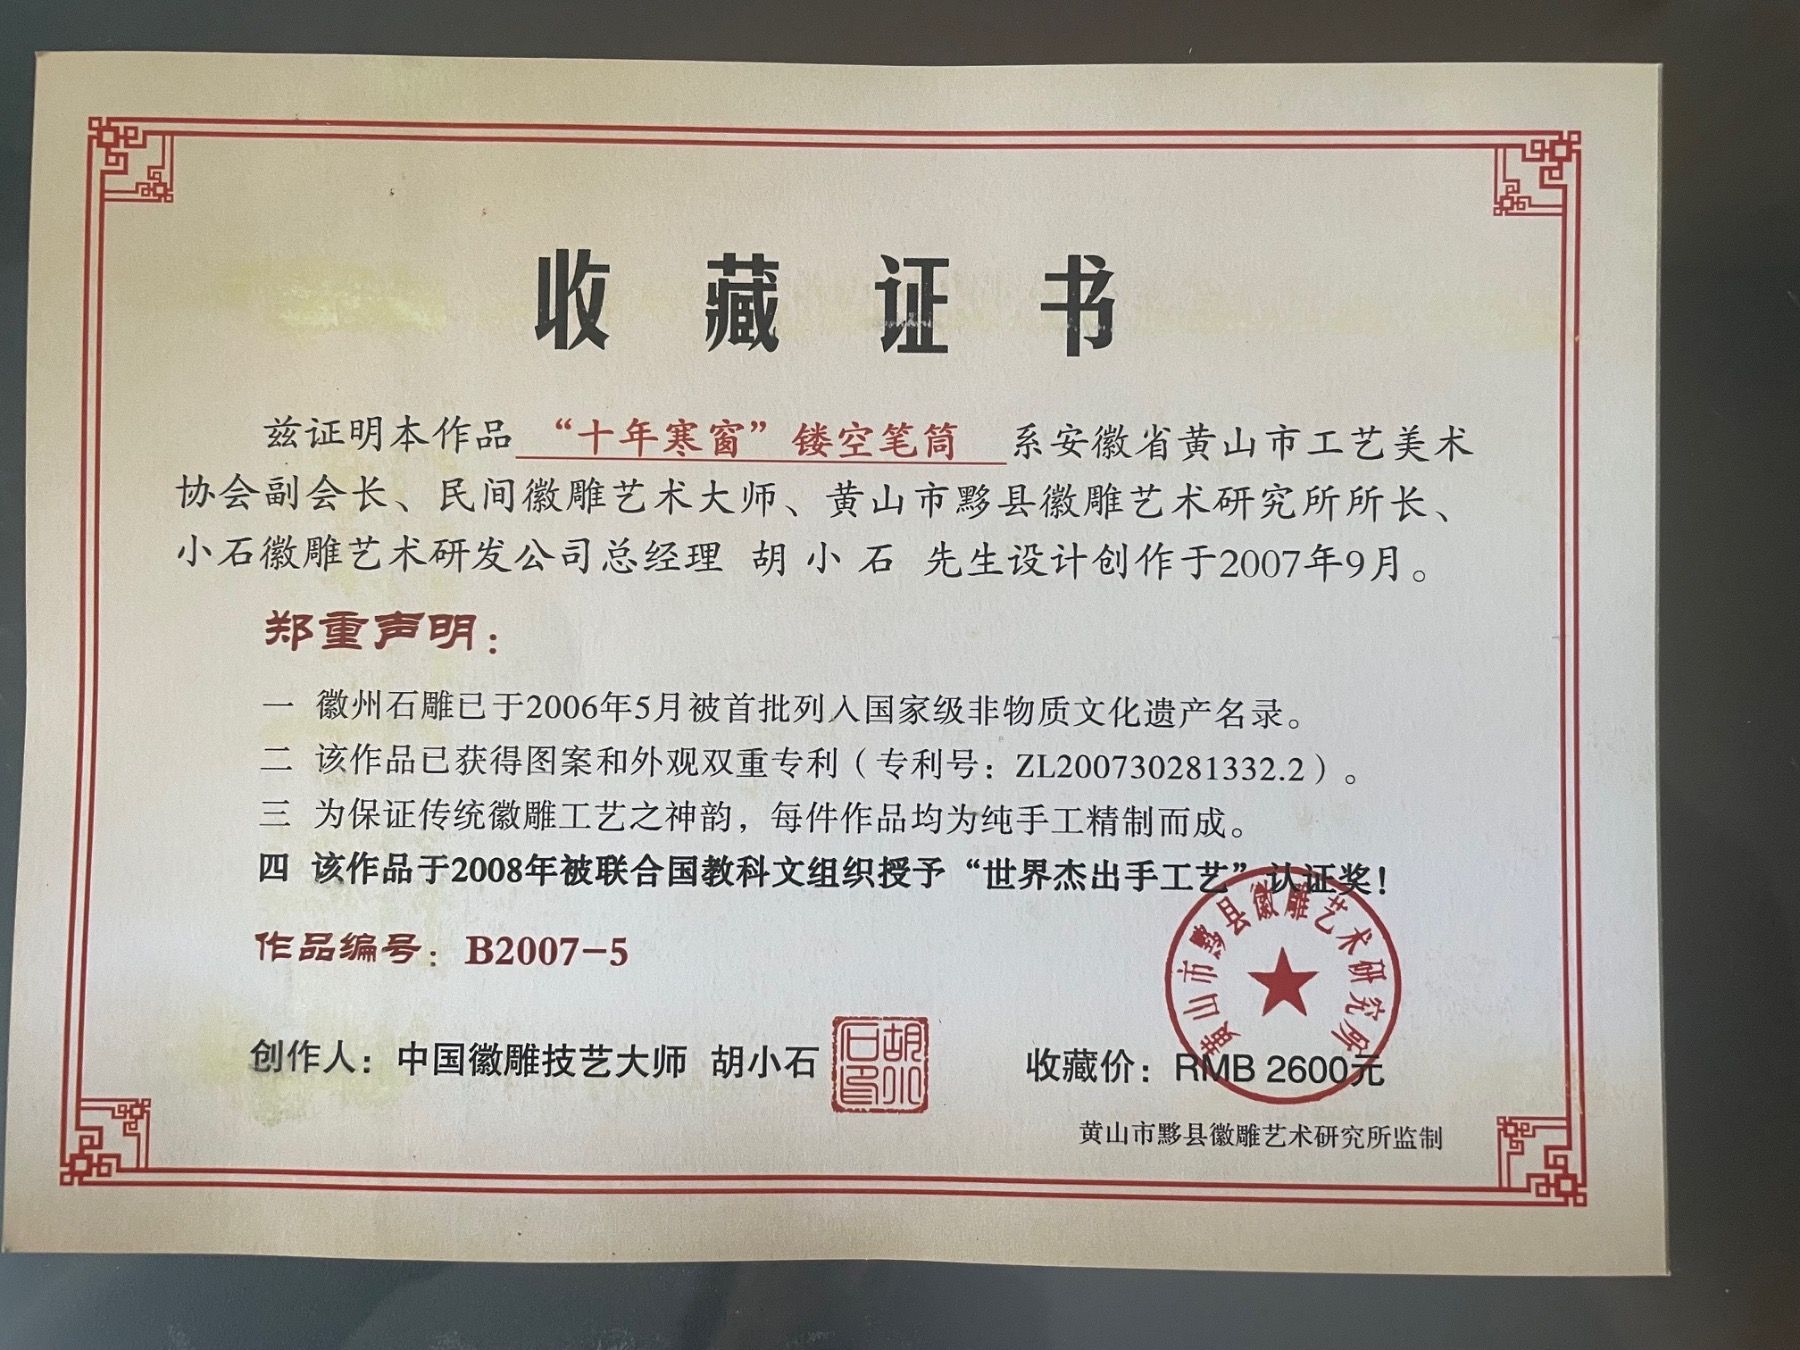 收藏证书
兹证明本作品 “十年寒窗”镂空笔筒 系安徽省黄山市工艺美术
协会副会长、民间徽雕艺术大师、黄山市黟县徽雕艺术研究所所长、
小石徽雕艺术研发公司总经理 胡小石 先生设计创作于2007年9月。
郑重声明：
一 徽州石雕已于2006年5月被首批列入国家级非物质文化遗产名录。
二 该作品已获得图案和外观双重专利（专利号：ZL200730281332.2）。
三 为保证传统徽雕工艺之神韵，每件作品均为纯手工精制而成。
四 该作品于2008年被联合国教科文组织授予“世界杰出手工艺”认证奖！
作品编号：B2007-5
黄山市黟县徽雕艺术研究所
创作人：中国徽雕技艺大师 胡小石
胡小石印
收藏价：RMB 2600元
黄山市黟县徽雕艺术研究所监制